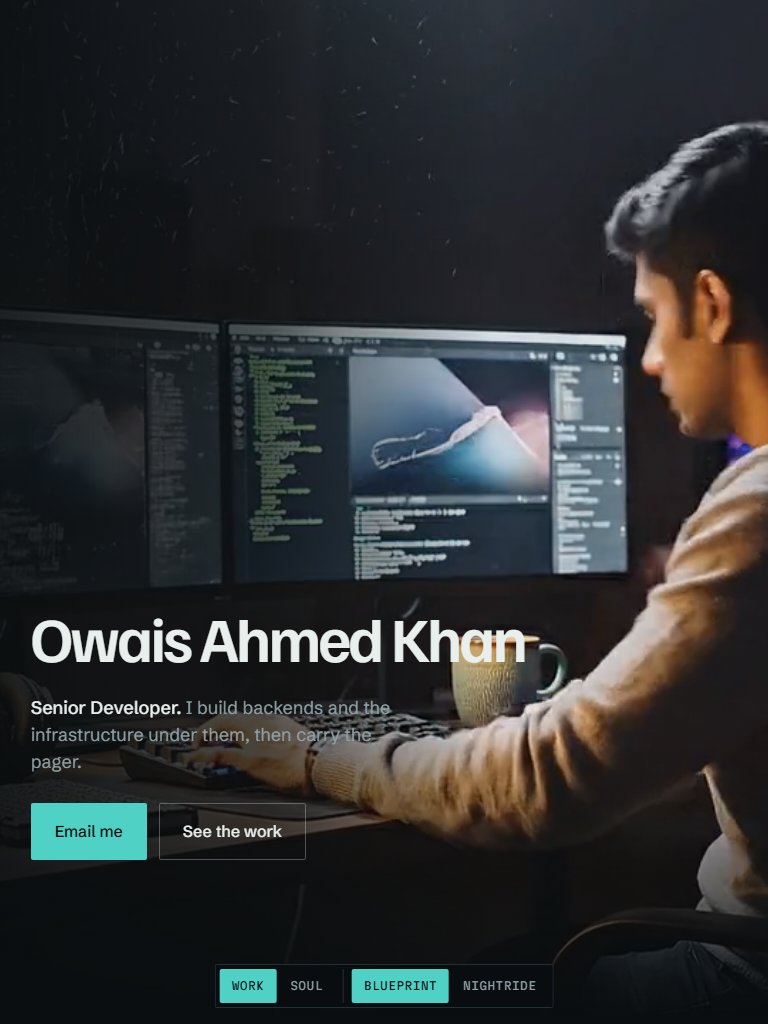 Owais Ahmed Khan
Senior Developer. I build backends and the
infrastructure under them, then carry the
pager.
Email me
See the work
WORK
SOUL
BLUEPRINT
NIGHTRIDE